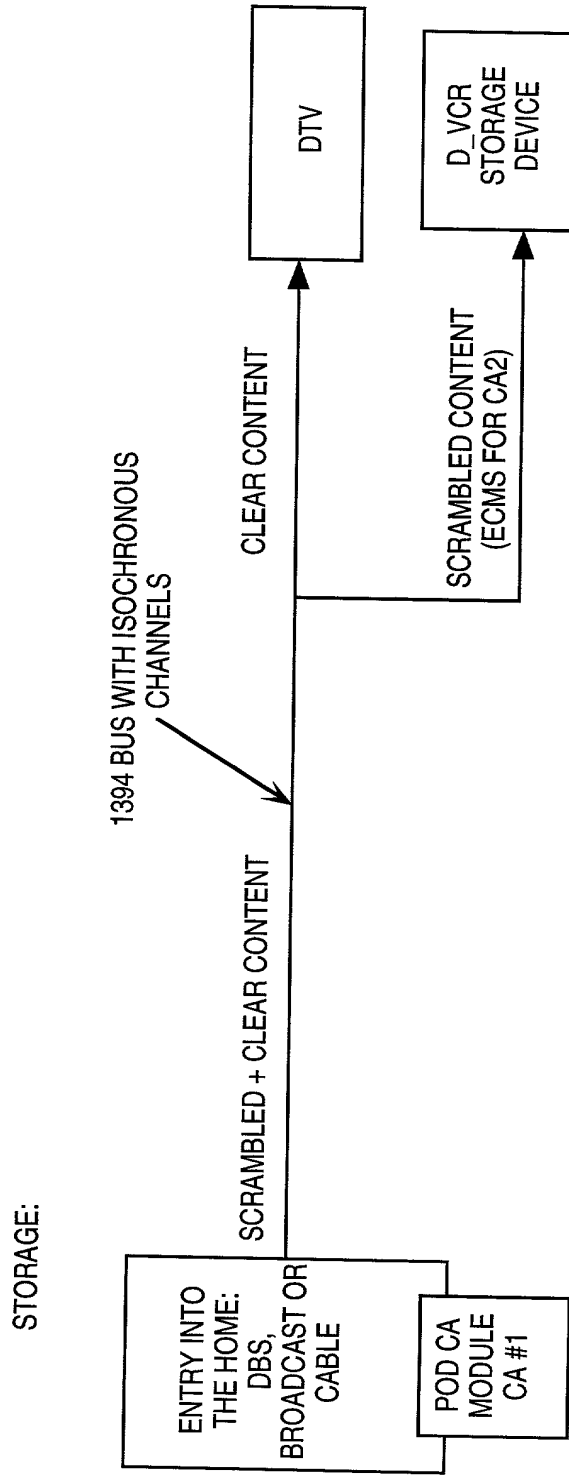 STORAGE:
ENTRY INTO
THE HOME:
DBS,
BROADCAST OR
CABLE
POD CA
MODULE
CA #1
SCRAMBLED + CLEAR CONTENT
1394 BUS WITH ISOCHRONOUS
CHANNELS
CLEAR CONTENT
SCRAMBLED CONTENT
(ECMS FOR CA2)
DTV
D_VCR
STORAGE
DEVICE